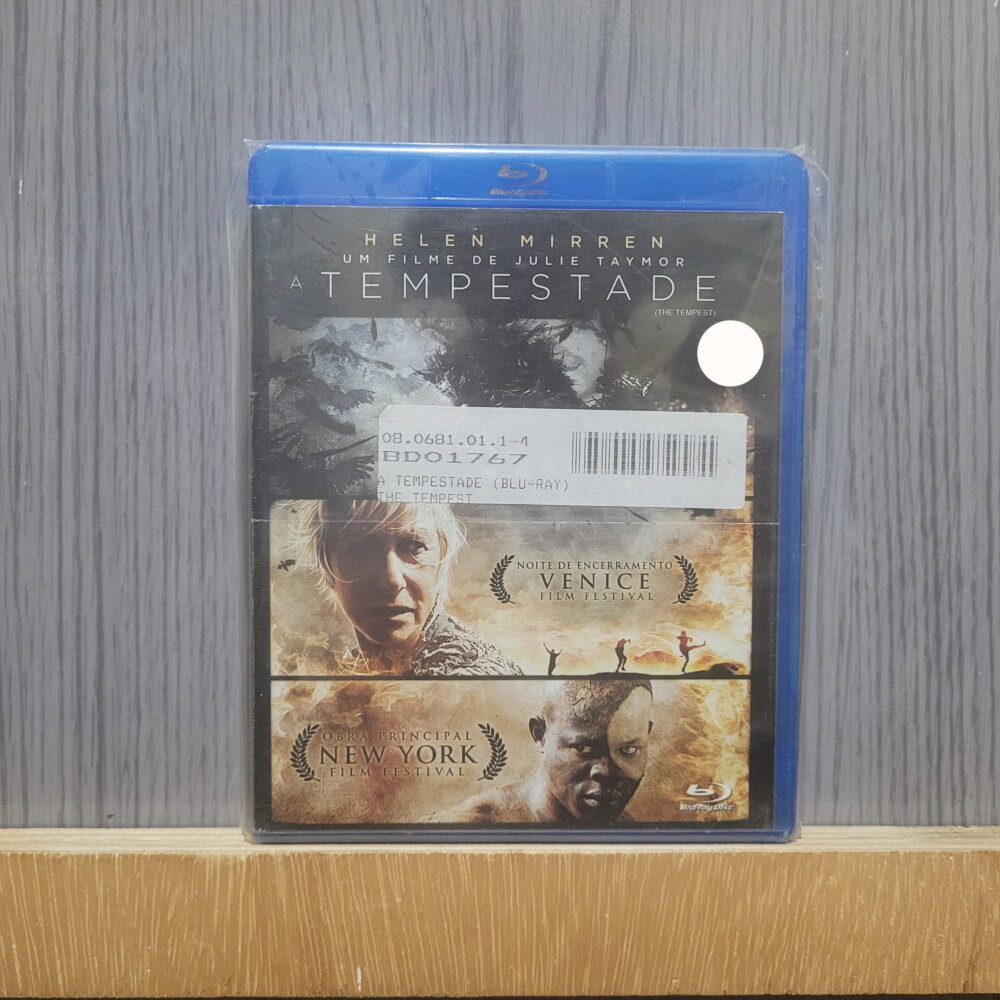 Blu-ray Disc
HELEN MIRREN
UM FILME DE JULIE TAYMOR
A TEMPESTADE
(THE TEMPEST)
08.0681.01.1-4
BD01767
A TEMPESTADE (BLU-RAY)
THE TEMPEST
NOITE DE ENCERRAMENTO
VENICE
FILM FESTIVAL
OBRA PRINCIPAL
NEW YORK
FILM FESTIVAL
Blu-ray Disc